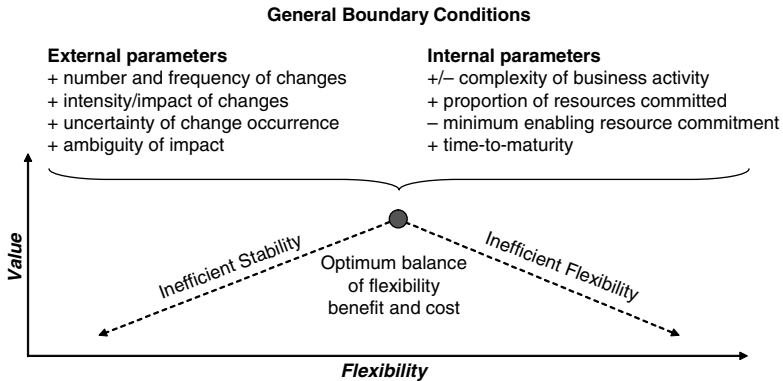 General Boundary Conditions
External parameters
+ number and frequency of changes
+ intensity/impact of changes
+ uncertainty of change occurrence
+ ambiguity of impact
Internal parameters
+/– complexity of business activity
+ proportion of resources committed
– minimum enabling resource commitment
+ time-to-maturity
Value
Inefficient Stability
Optimum balance
of flexibility
benefit and cost
Inefficient Flexibility
Flexibility